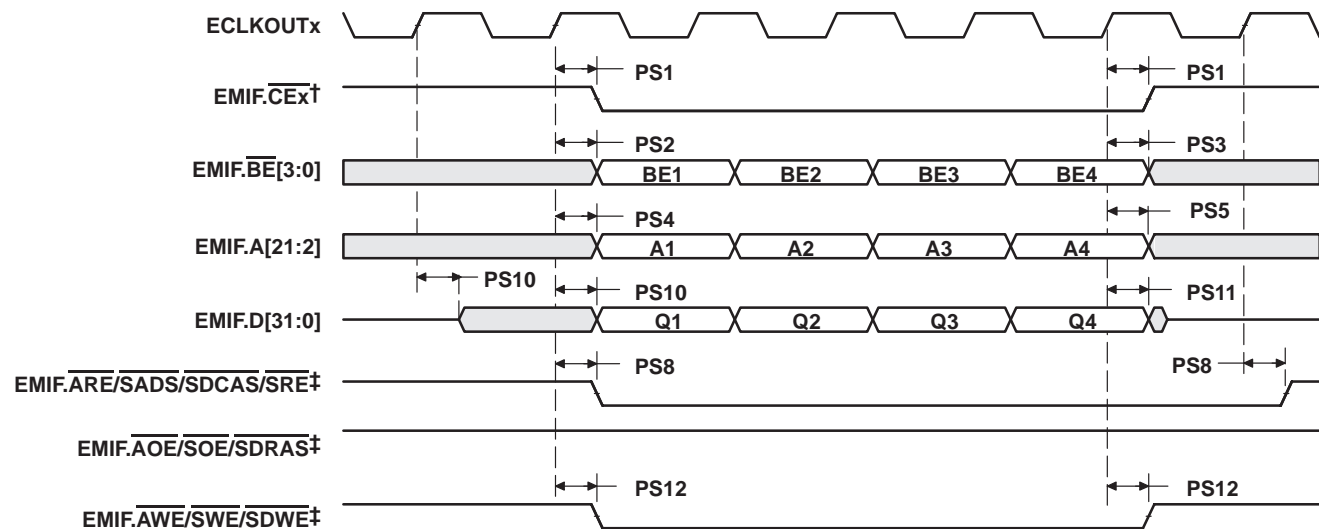 ECLKOUTx
PS1 PS1
EMIF.CEx†
PS2 PS3
EMIF.BE[3:0] BE1 BE2 BE3 BE4
PS4 PS5
EMIF.A[21:2] A1 A2 A3 A4
PS10 PS10 PS11
EMIF.D[31:0] Q1 Q2 Q3 Q4
PS8 PS8
EMIF.ARE/SADS/SDCAS/SRE‡
EMIF.AOE/SOE/SDRAS‡
PS12 PS12
EMIF.AWE/SWE/SDWE‡